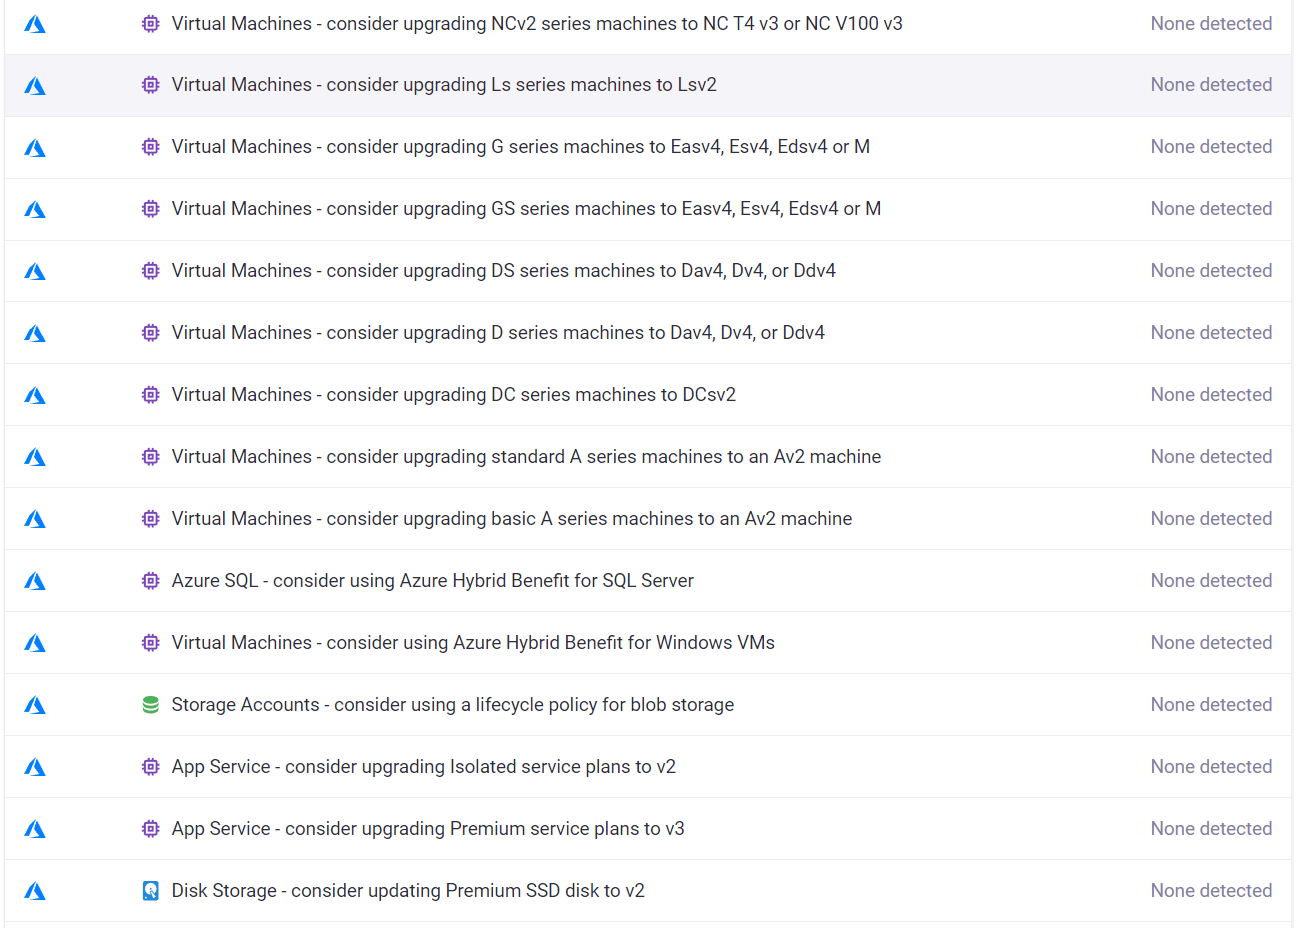 Virtual Machines - consider upgrading NCv2 series machines to NC T4 v3 or NC V100 v3 None detected
Virtual Machines - consider upgrading Ls series machines to Lsv2 None detected
Virtual Machines - consider upgrading G series machines to Easv4, Esv4, Edsv4 or M None detected
Virtual Machines - consider upgrading GS series machines to Easv4, Esv4, Edsv4 or M None detected
Virtual Machines - consider upgrading DS series machines to Dav4, Dv4, or Ddv4 None detected
Virtual Machines - consider upgrading D series machines to Dav4, Dv4, or Ddv4 None detected
Virtual Machines - consider upgrading DC series machines to DCsv2 None detected
Virtual Machines - consider upgrading standard A series machines to an Av2 machine None detected
Virtual Machines - consider upgrading basic A series machines to an Av2 machine None detected
Azure SQL - consider using Azure Hybrid Benefit for SQL Server None detected
Virtual Machines - consider using Azure Hybrid Benefit for Windows VMs None detected
Storage Accounts - consider using a lifecycle policy for blob storage None detected
App Service - consider upgrading Isolated service plans to v2 None detected
App Service - consider upgrading Premium service plans to v3 None detected
Disk Storage - consider updating Premium SSD disk to v2 None detected